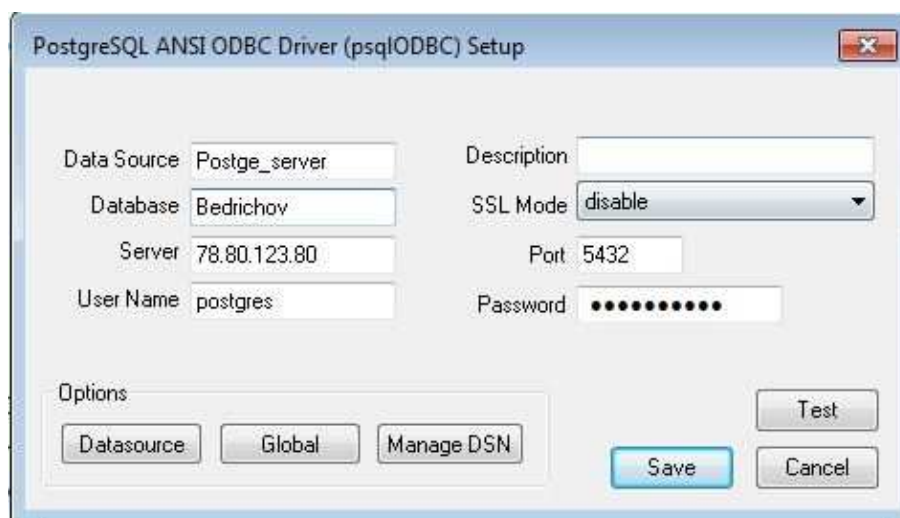 PostgreSQL ANSI ODBC Driver (psqlODBC) Setup
Data Source Postge_server
Description
Database Bedrichov
SSL Mode disable
Server 78.80.123.80
Port 5432
User Name postgres
Password ●●●●●●●●●●
Options
Datasource
Global
Manage DSN
Test
Save
Cancel